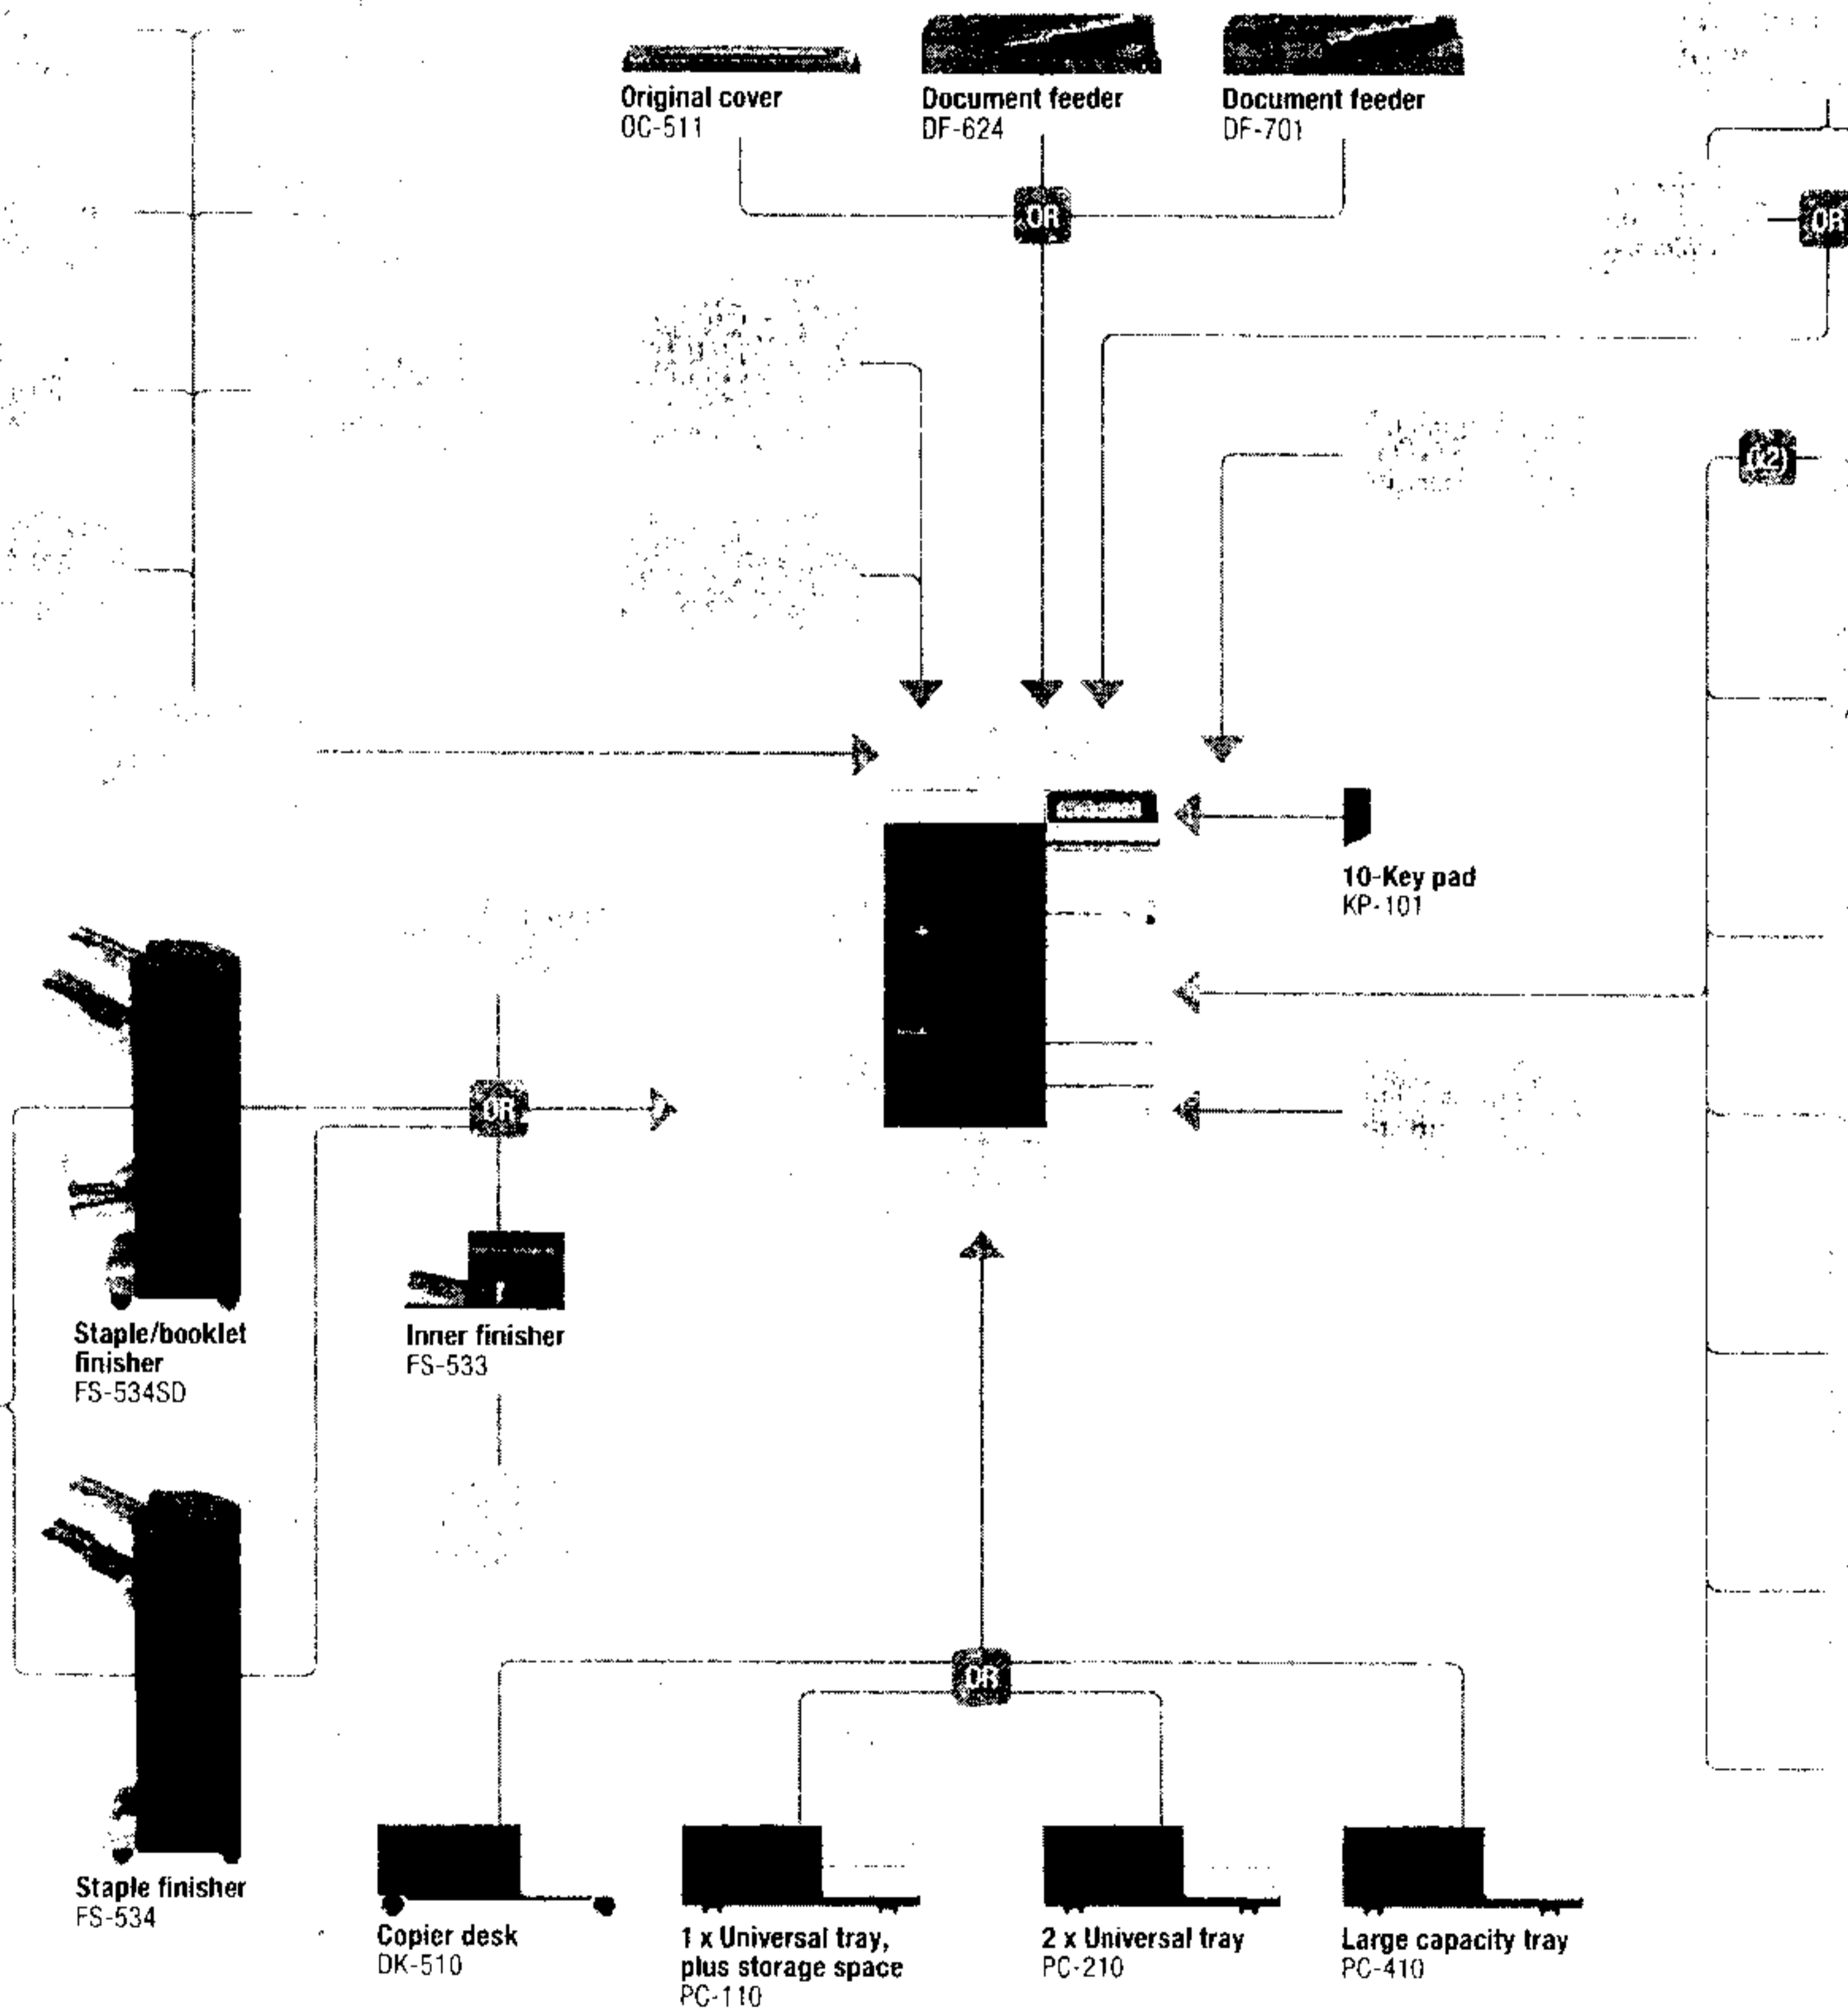 Original cover
OC-511
Document feeder
DF-624
Document feeder
DF-701
OR
OR
(x2)
10-Key pad
KP-101
OR
Staple/booklet
finisher
FS-534SD
Inner finisher
FS-533
OR
Staple finisher
FS-534
Copier desk
DK-510
1 x Universal tray,
plus storage space
PC-110
2 x Universal tray
PC-210
Large capacity tray
PC-410